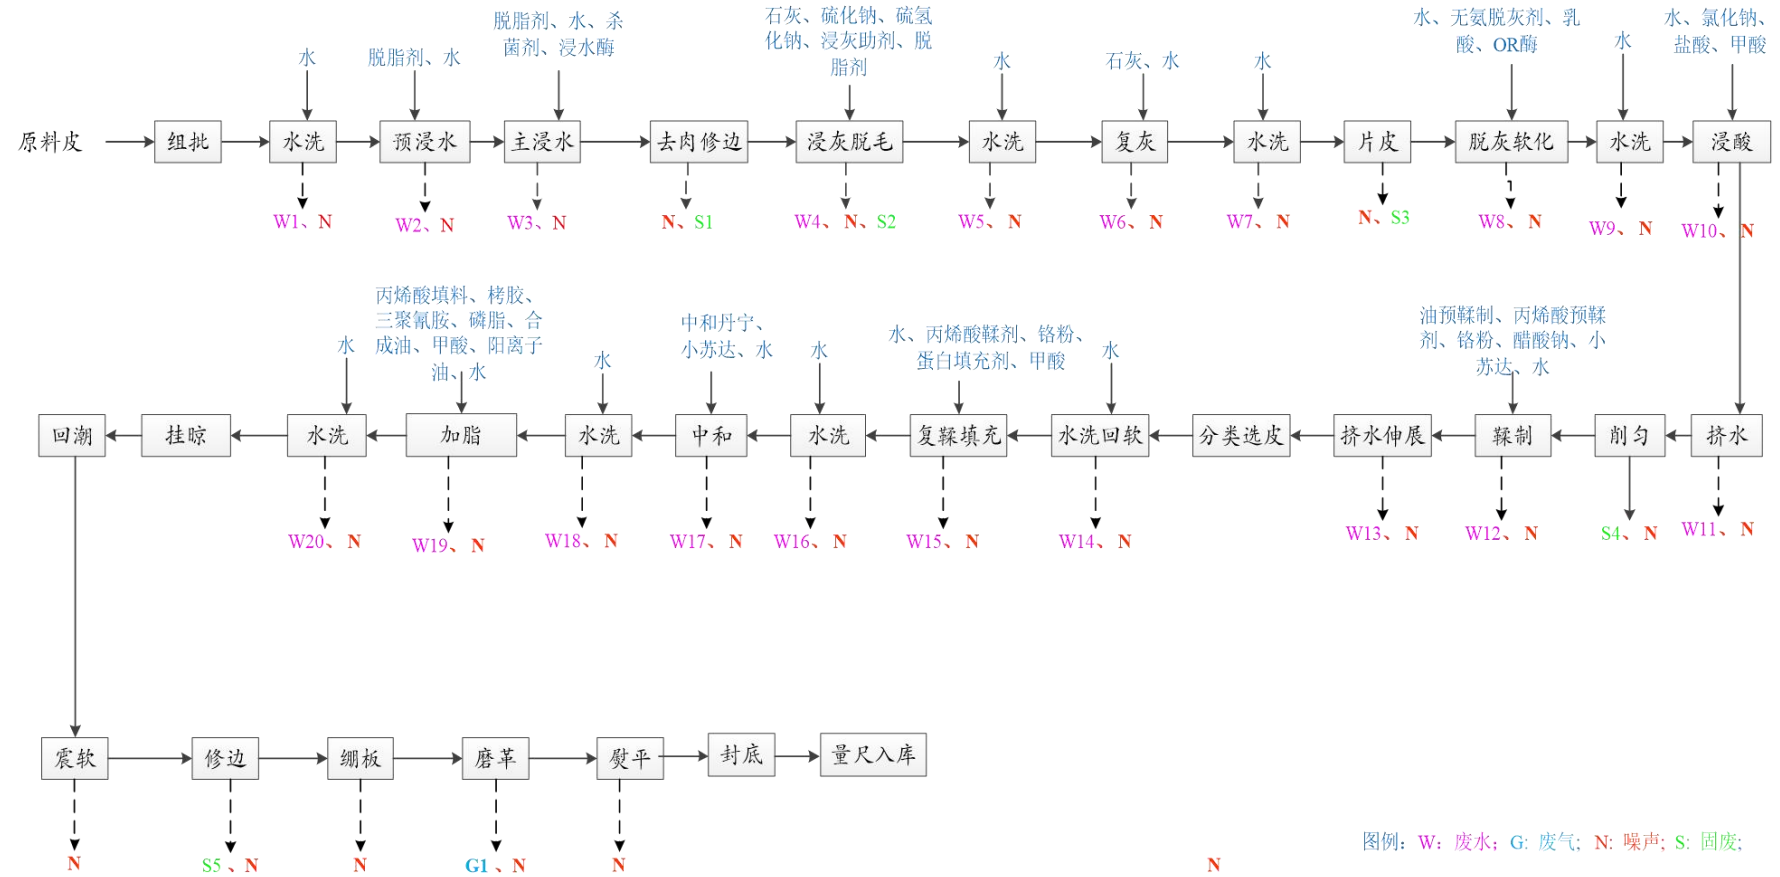 脱脂剂、水、杀
菌剂、浸水酶
石灰、硫化钠、硫氢
化钠、浸灰助剂、脱
脂剂
水、无氨脱灰剂、乳
酸、OR酶
水、氯化钠、
盐酸、甲酸
水
脱脂剂、水
水
石灰、水
水
水
原料皮
组批
水洗
预浸水
主浸水
去肉修边
浸灰脱毛
水洗
复灰
水洗
片皮
脱灰软化
水洗
浸酸
W1、N
W2、N
W3、N
N、S1
W4、N、S2
W5、N
W6、N
W7、N
N、S3
W8、N
W9、N
W10、N
丙烯酸填料、栲胶、
三聚氰胺、磷脂、合
成油、甲酸、阳离子
油、水
水
水
中和丹宁、
小苏达、水
水
水、丙烯酸鞣剂、铬粉、
蛋白填充剂、甲酸
水
油预鞣制、丙烯酸预鞣
剂、铬粉、醋酸钠、小
苏达、水
回潮
挂晾
水洗
加脂
水洗
中和
水洗
复鞣填充
水洗回软
分类选皮
挤水伸展
鞣制
削匀
挤水
W20、N
W19、N
W18、N
W17、N
W16、N
W15、N
W14、N
W13、N
W12、N
S4、N
W11、N
震软
修边
绷板
磨革
熨平
封底
量尺入库
N
S5、N
N
G1、N
N
N
图例：W：废水；G：废气；N：噪声；S：固废；